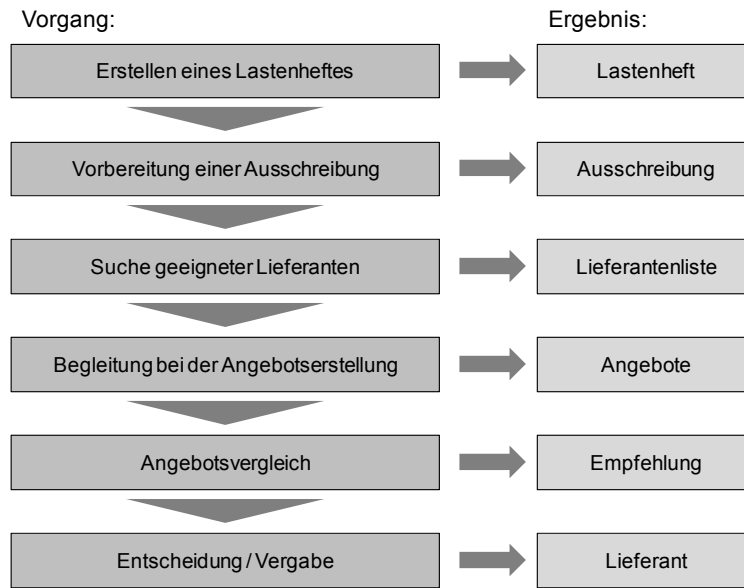 Vorgang:
Ergebnis:
Erstellen eines Lastenheftes
Lastenheft
Vorbereitung einer Ausschreibung
Ausschreibung
Suche geeigneter Lieferanten
Lieferantenliste
Begleitung bei der Angebotserstellung
Angebote
Angebotsvergleich
Empfehlung
Entscheidung / Vergabe
Lieferant